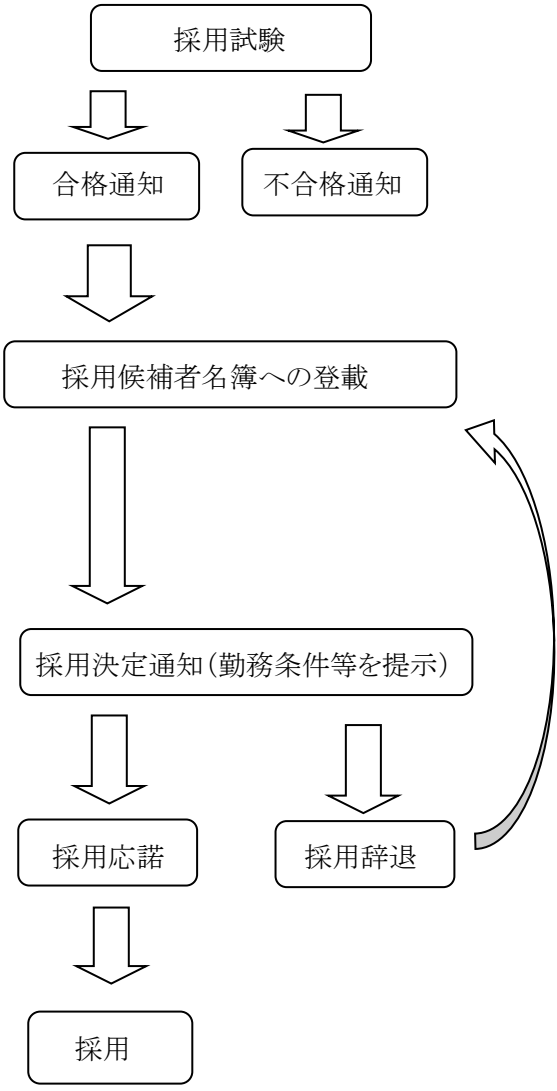 採用試験
合格通知
不合格通知
採用候補者名簿への登載
採用決定通知（勤務条件等を提示）
採用応諾
採用辞退
採用